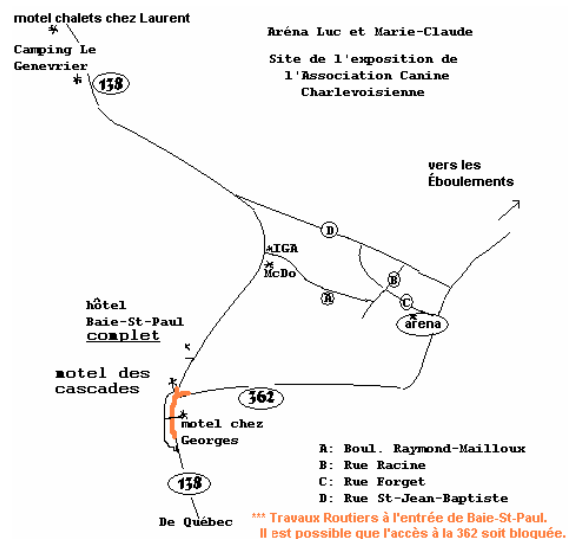 motel chalets chez Laurent
Aréna Luc et Marie-Claude
Camping Le
Genevrier
138
Site de l'exposition de
l'Association Canine
Charlevoisienne
vers les
Éboulements
D
IGA
McDo
B
A
C
arena
hôtel
Baie-St-Paul
complet
motel des
cascades
362
motel chez
Georges
A: Boul. Raymond-Mailloux
B: Rue Racine
C: Rue Forget
D: Rue St-Jean-Baptiste
138
De Québec
*** Travaux Routiers à l'entrée de Baie-St-Paul.
Il est possible que l'accès à la 362 soit bloquée.